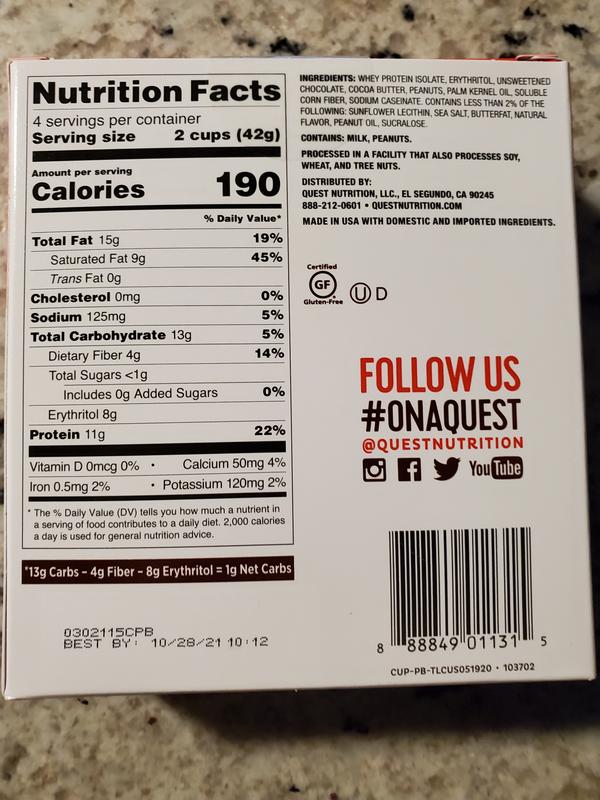 Nutrition Facts
4 servings per container
Serving size 2 cups (42g)
Amount per serving
Calories 190
% Daily Value*
Total Fat 15g 19%
Saturated Fat 9g 45%
Trans Fat 0g
Cholesterol 0mg 0%
Sodium 125mg 5%
Total Carbohydrate 13g 5%
Dietary Fiber 4g 14%
Total Sugars <1g
Includes 0g Added Sugars 0%
Erythritol 8g
Protein 11g 22%
Vitamin D 0mcg 0% • Calcium 50mg 4%
Iron 0.5mg 2% • Potassium 120mg 2%
* The % Daily Value (DV) tells you how much a nutrient in
a serving of food contributes to a daily diet. 2,000 calories
a day is used for general nutrition advice.
*13g Carbs – 4g Fiber – 8g Erythritol = 1g Net Carbs
0302115CPB
BEST BY: 10/28/21 10:12
INGREDIENTS: WHEY PROTEIN ISOLATE, ERYTHRITOL, UNSWEETENED
CHOCOLATE, COCOA BUTTER, PEANUTS, PALM KERNEL OIL, SOLUBLE
CORN FIBER, SODIUM CASEINATE. CONTAINS LESS THAN 2% OF THE
FOLLOWING: SUNFLOWER LECITHIN, SEA SALT, BUTTERFAT, NATURAL
FLAVOR, PEANUT OIL, SUCRALOSE.
CONTAINS: MILK, PEANUTS.
PROCESSED IN A FACILITY THAT ALSO PROCESSES SOY,
WHEAT, AND TREE NUTS.
DISTRIBUTED BY:
QUEST NUTRITION, LLC., EL SEGUNDO, CA 90245
888-212-0601 • QUESTNUTRITION.COM
MADE IN USA WITH DOMESTIC AND IMPORTED INGREDIENTS.
Certified
GF
Gluten-Free
U D
FOLLOW US
#ONAQUEST
@QUESTNUTRITION
YouTube
8 88849 01131 5
CUP-PB-TLCUS051920 • 103702